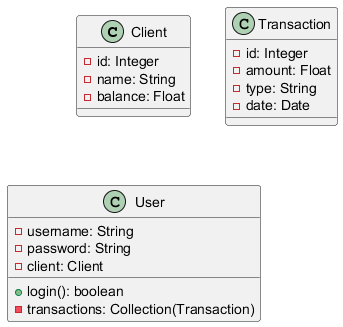 C Client
id: Integer
name: String
balance: Float
C Transaction
id: Integer
amount: Float
type: String
date: Date
C User
username: String
password: String
client: Client
login(): boolean
transactions: Collection(Transaction)